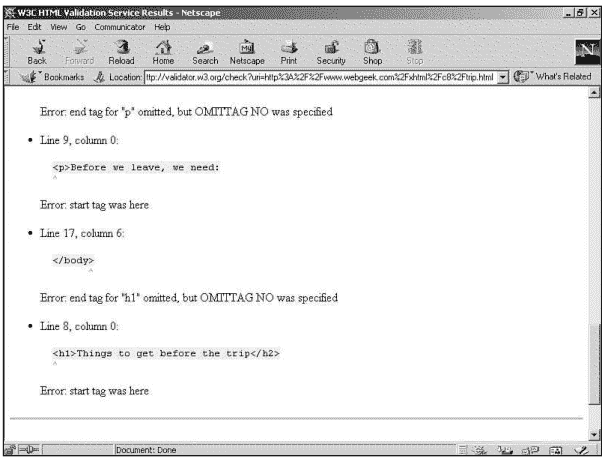 W3C HTML Validation Service Results - Netscape
File Edit View Go Communicator Help
Back Forward Reload Home Search Netscape Print Security Shop Stop
My
N
Bookmarks Location: ttp://validator.w3.org/check?uri=http%3A%2F%2Fwww.webgeek.com%2Fxhtml%2Fc8%2Ftrip.html What's Related
Error: end tag for "p" omitted, but OMITTAG NO was specified
• Line 9, column 0:
<p>Before we leave, we need:
^
Error: start tag was here
• Line 17, column 6:
</body>
^
Error: end tag for "h1" omitted, but OMITTAG NO was specified
• Line 8, column 0:
<h1>Things to get before the trip</h2>
^
Error: start tag was here
Document: Done